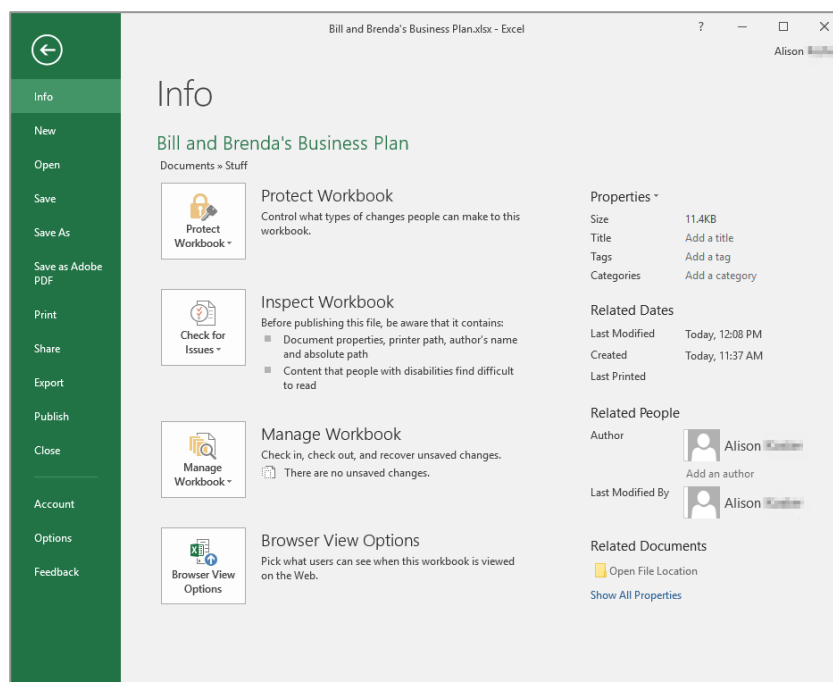 Bill and Brenda's Business Plan.xlsx - Excel
?
Alison
Info
New
Open
Save
Save As
Save as Adobe
PDF
Print
Share
Export
Publish
Close
Account
Options
Feedback
Info
Bill and Brenda's Business Plan
Documents » Stuff
Protect
Workbook
Protect Workbook
Control what types of changes people can make to this
workbook.
Check for
Issues
Inspect Workbook
Before publishing this file, be aware that it contains:
Document properties, printer path, author's name
and absolute path
Content that people with disabilities find difficult
to read
Manage
Workbook
Manage Workbook
Check in, check out, and recover unsaved changes.
There are no unsaved changes.
Browser View
Options
Browser View Options
Pick what users can see when this workbook is viewed
on the Web.
Properties
Size 11.4KB
Title Add a title
Tags Add a tag
Categories Add a category
Related Dates
Last Modified Today, 12:08 PM
Created Today, 11:37 AM
Last Printed
Related People
Author Alison
Add an author
Last Modified By Alison
Related Documents
Open File Location
Show All Properties